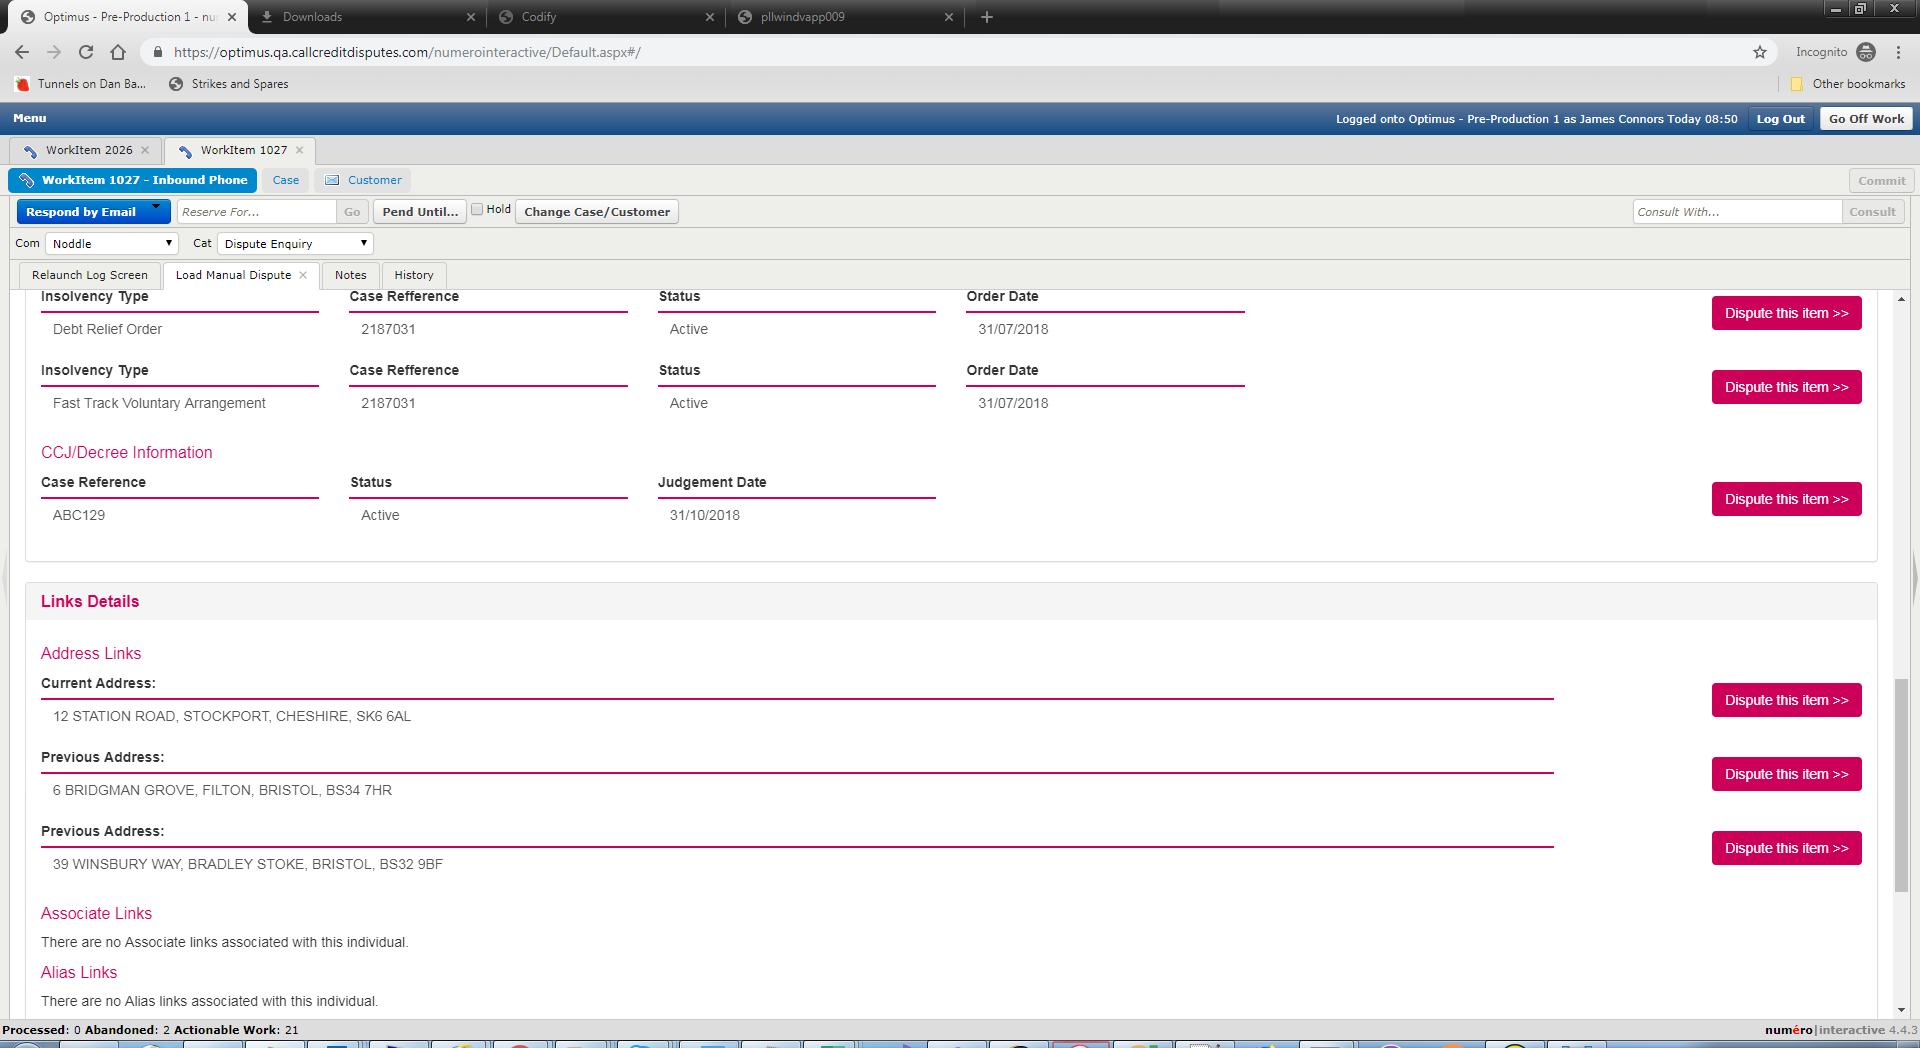 Optimus - Pre-Production 1 - nu
Downloads
Codify
pllwindvapp009
https://optimus.qa.callcreditdisputes.com/numerointeractive/Default.aspx#/
Incognito
Tunnels on Dan Ba...
Strikes and Spares
Other bookmarks
Menu
Logged onto Optimus - Pre-Production 1 as James Connors Today 08:50
Log Out
Go Off Work
WorkItem 2026
WorkItem 1027
WorkItem 1027 - Inbound Phone
Case
Customer
Commit
Respond by Email
Reserve For...
Go
Pend Until...
Hold
Change Case/Customer
Consult With...
Consult
Com
Noddle
Cat
Dispute Enquiry
Relaunch Log Screen
Load Manual Dispute
Notes
History
Insolvency Type Case Refference Status Order Date
Dispute this item >>
Debt Relief Order 2187031 Active 31/07/2018
Insolvency Type Case Refference Status Order Date
Dispute this item >>
Fast Track Voluntary Arrangement 2187031 Active 31/07/2018
CCJ/Decree Information
Case Reference Status Judgement Date
Dispute this item >>
ABC129 Active 31/10/2018
Links Details
Address Links
Current Address:
Dispute this item >>
12 STATION ROAD, STOCKPORT, CHESHIRE, SK6 6AL
Previous Address:
Dispute this item >>
6 BRIDGMAN GROVE, FILTON, BRISTOL, BS34 7HR
Previous Address:
Dispute this item >>
39 WINSBURY WAY, BRADLEY STOKE, BRISTOL, BS32 9BF
Associate Links
There are no Associate links associated with this individual.
Alias Links
There are no Alias links associated with this individual.
Processed: 0 Abandoned: 2 Actionable Work: 21
numéro|interactive 4.4.3